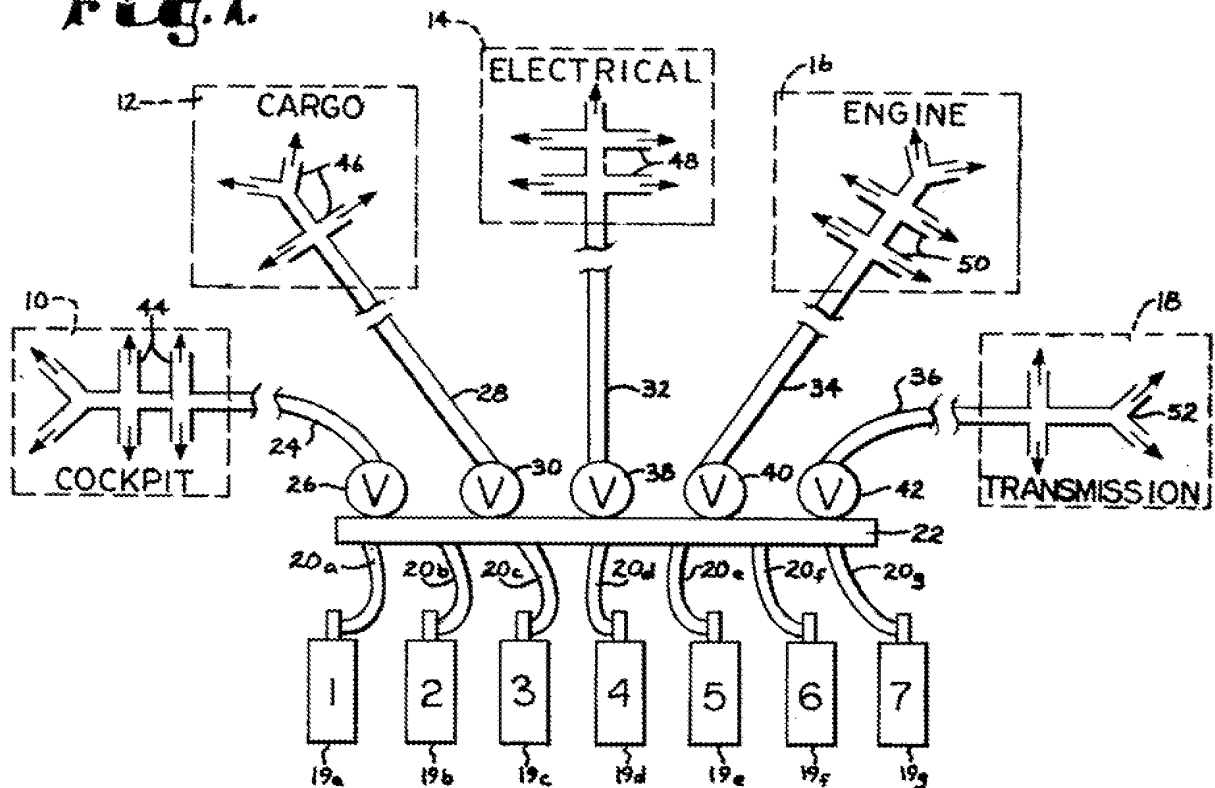 Fig. 1.
14
ELECTRICAL
16
12
CARGO
ENGINE
46
48
50
10
44
18
28
32
34
36
52
24
COCKPIT
TRANSMISSION
26
V
30
V
38
V
40
V
42
V
22
20a
20b
20c
20d
20e
20f
20g
1
2
3
4
5
6
7
19a
19b
19c
19d
19e
19f
19g